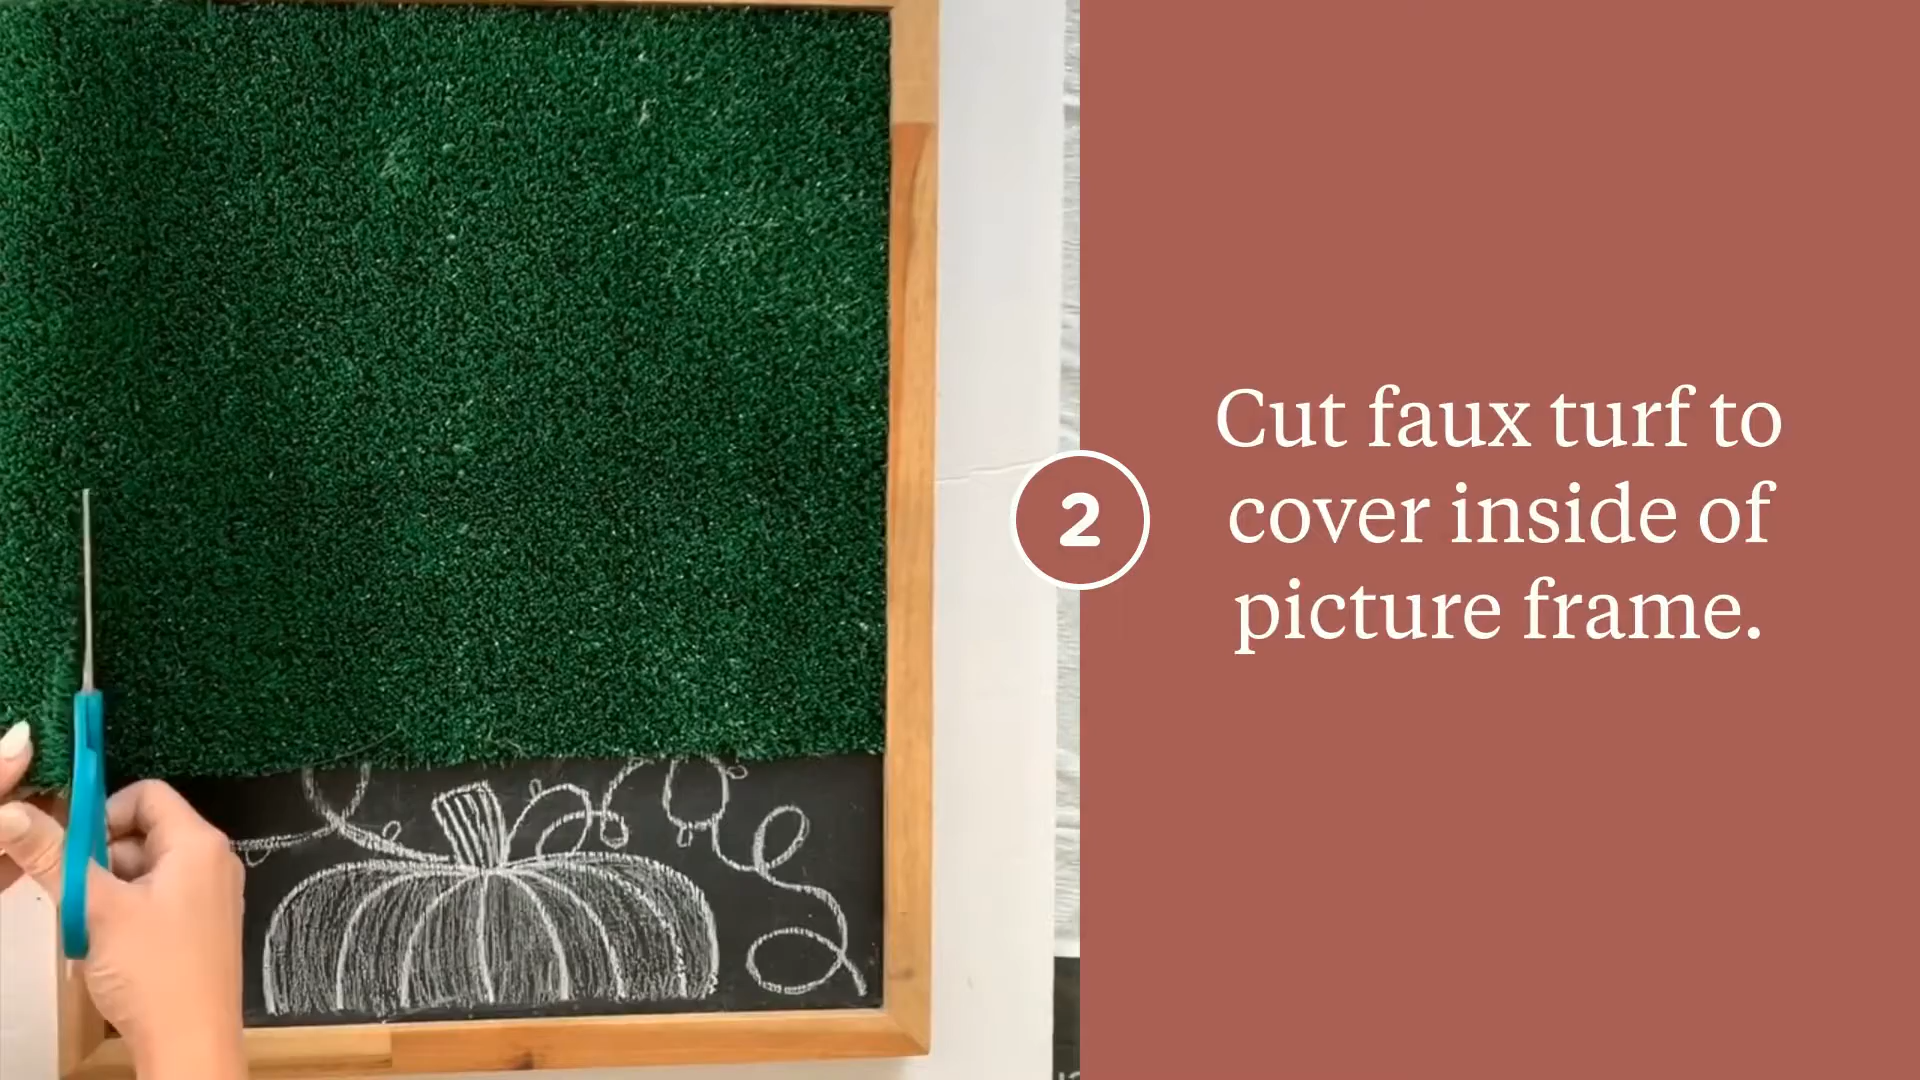 2
Cut faux turf to
cover inside of
picture frame.